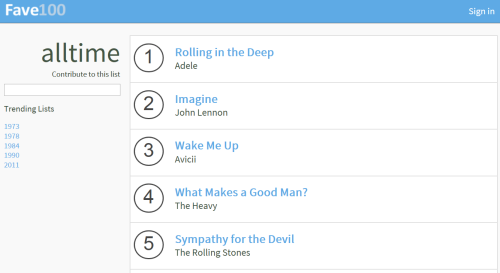 Fave100
Sign in
alltime
Contribute to this list
Trending Lists
1973
1978
1984
1990
2011
1
Rolling in the Deep
Adele
2
Imagine
John Lennon
3
Wake Me Up
Avicii
4
What Makes a Good Man?
The Heavy
5
Sympathy for the Devil
The Rolling Stones